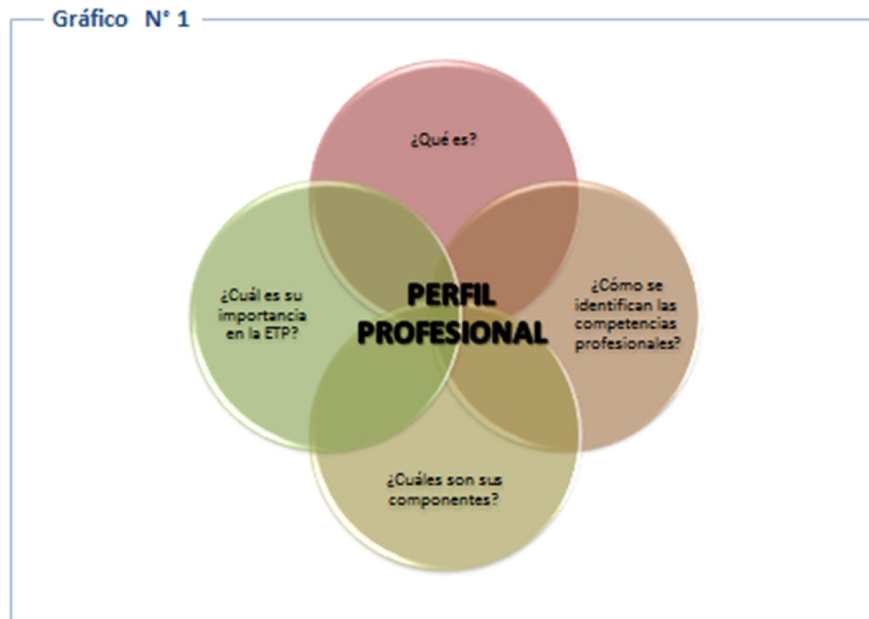 Gráfico N° 1
¿Qué es?
¿Cuál es su
importancia
en la ETP?
PERFIL
PROFESIONAL
¿Cómo se
identifican las
competencias
profesionales?
¿Cuáles son sus
componentes?